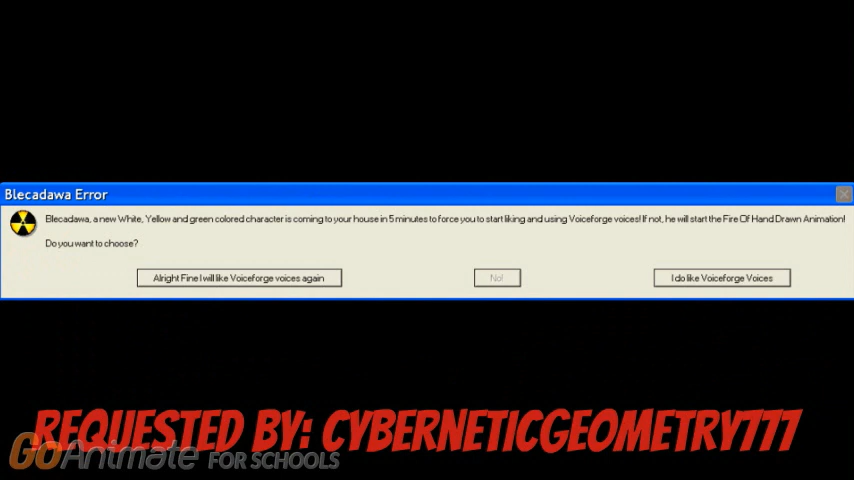 Blecadawa Error
Blecadawa, a new White, Yellow and green colored character is coming to your house in 5 minutes to force you to start liking and using Voiceforge voices! If not, he will start the Fire Of Hand Drawn Animation!
Do you want to choose?
Alright Fine I will like Voiceforge voices again
No!
I do like Voiceforge Voices
REQUESTED BY: CYBERNETICGEOMETRY777
GoAnimate FOR SCHOOLS